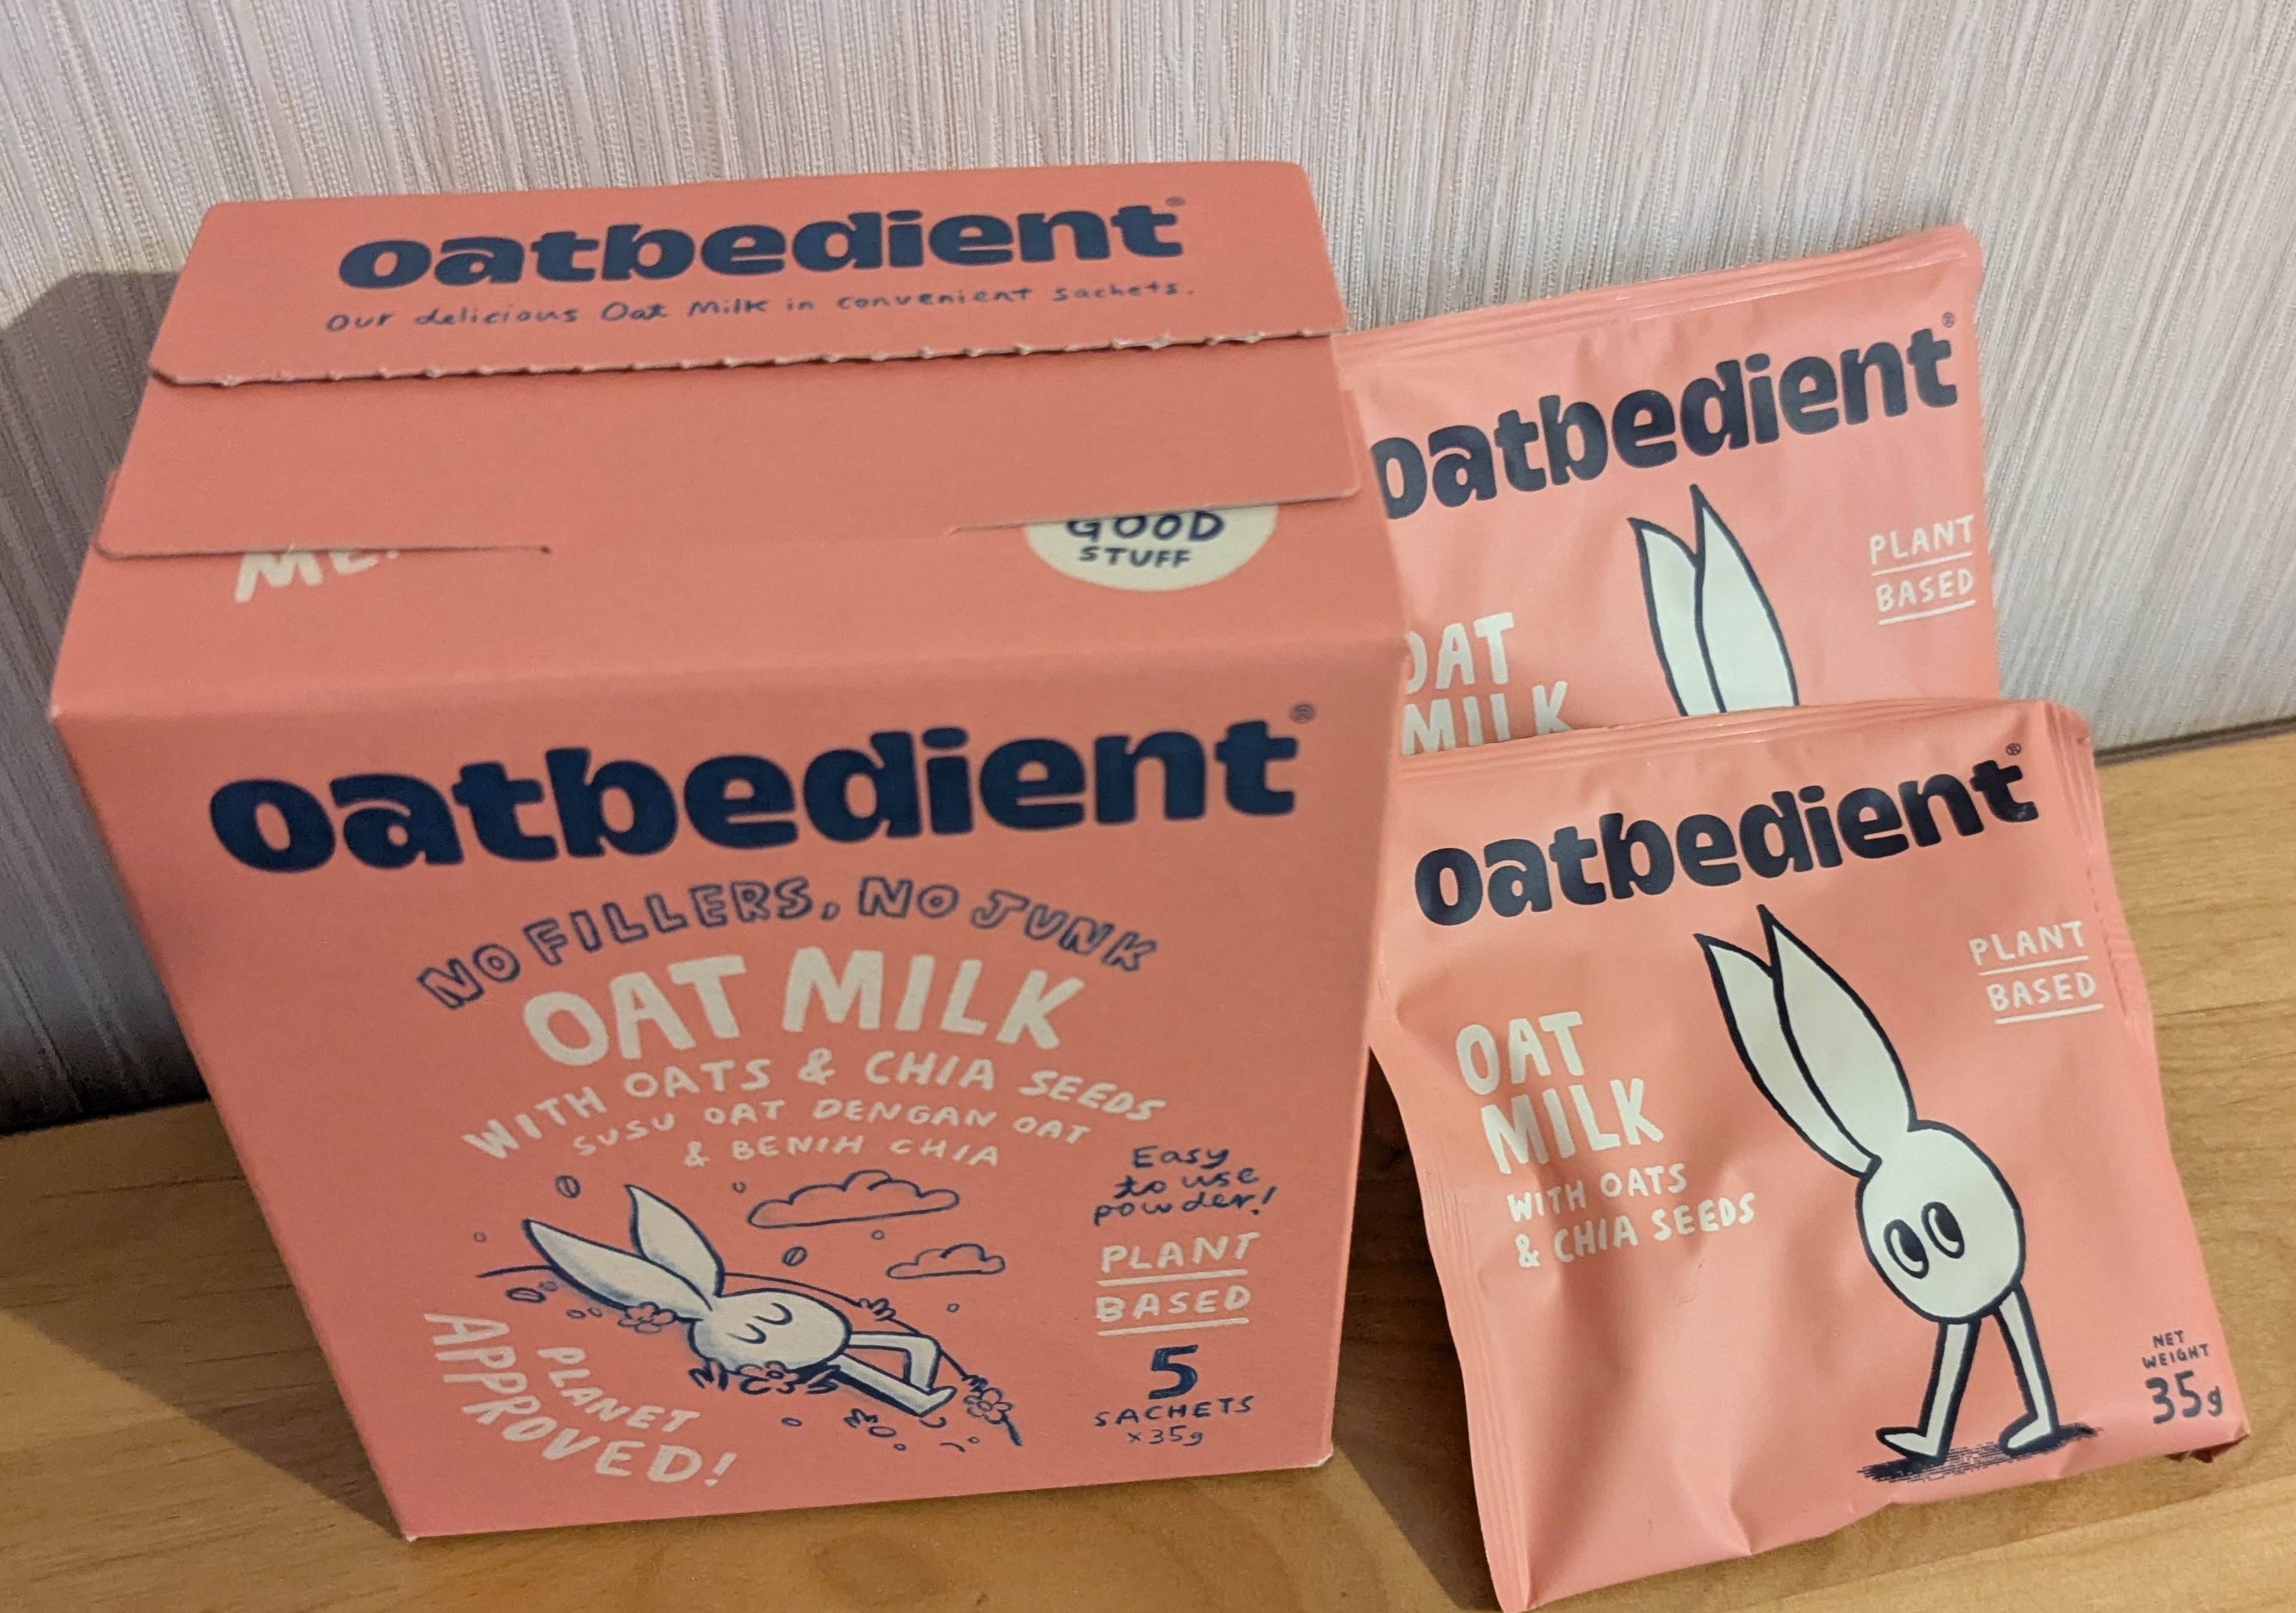 oatbedient®
Our delicious Oat Milk in convenient sachets.
GOOD
STUFF
oatbedient®
NO FILLERS, NO JUNK
OAT MILK
WITH OATS & CHIA SEEDS
SUSU OAT DENGAN OAT
& BENIH CHIA
Easy
to use
powder!
PLANT
BASED
5
SACHETS
x 35g
PLANET
APPROVED!
oatbedient®
PLANT
BASED
OAT
MILK
oatbedient®
PLANT
BASED
OAT
MILK
WITH OATS
& CHIA SEEDS
NET
WEIGHT
35g